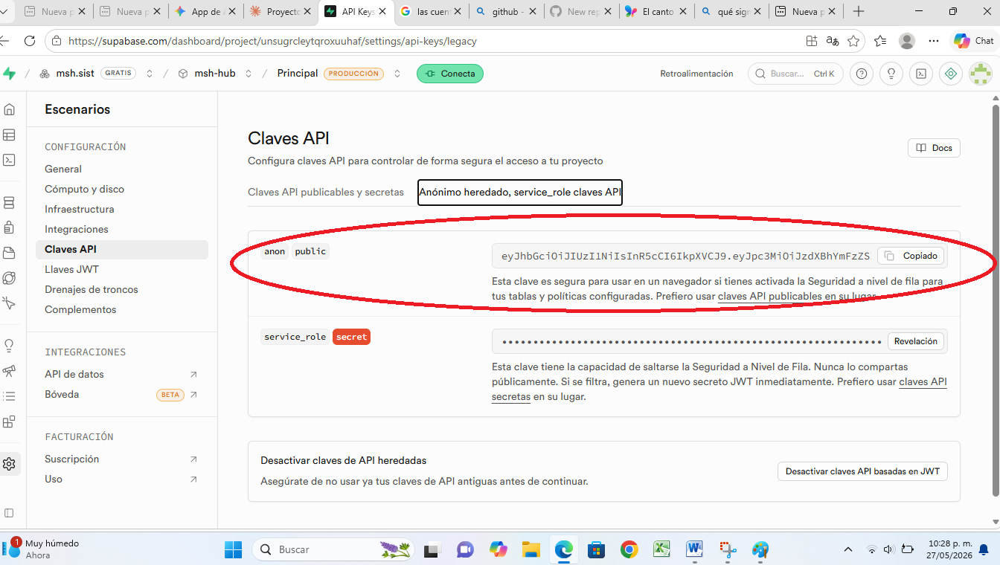 Nueva p
Nueva p
App de A
Proyecto
API Keys
las cuent
github -
New rep
El canto
qué sigr
Nueva p
https://supabase.com/dashboard/project/unsugrcleytqroxuuhaf/settings/api-keys/legacy
Chat
/ msh.sist GRATIS / msh-hub / Principal PRODUCCIÓN Conecta
Retroalimentación
Buscar... Ctrl K
Escenarios
CONFIGURACIÓN
General
Cómputo y disco
Infraestructura
Integraciones
Claves API
Llaves JWT
Drenajes de troncos
Complementos
INTEGRACIONES
API de datos
Bóveda BETA
FACTURACIÓN
Suscripción
Uso
Claves API
Configura claves API para controlar de forma segura el acceso a tu proyecto
Docs
Claves API publicables y secretas
Anónimo heredado, service_role claves API
anon public
eyJhbGciOiJIUzI1NiIsInR5cCI6IkpXVCJ9.eyJpc3MiOiJzdXBhYmFzZS
Copiado
Esta clave es segura para usar en un navegador si tienes activada la Seguridad a nivel de fila para
tus tablas y políticas configuradas. Prefiero usar claves API publicables en su lugar.
service_role secret
Revelación
Esta clave tiene la capacidad de saltarse la Seguridad a Nivel de Fila. Nunca lo compartas
públicamente. Si se filtra, genera un nuevo secreto JWT inmediatamente. Prefiero usar claves API
secretas en su lugar.
Desactivar claves de API heredadas
Asegúrate de no usar ya tus claves de API antiguas antes de continuar.
Desactivar claves API basadas en JWT
1
Muy húmedo
Ahora
Buscar
10:28 p. m.
27/05/2026